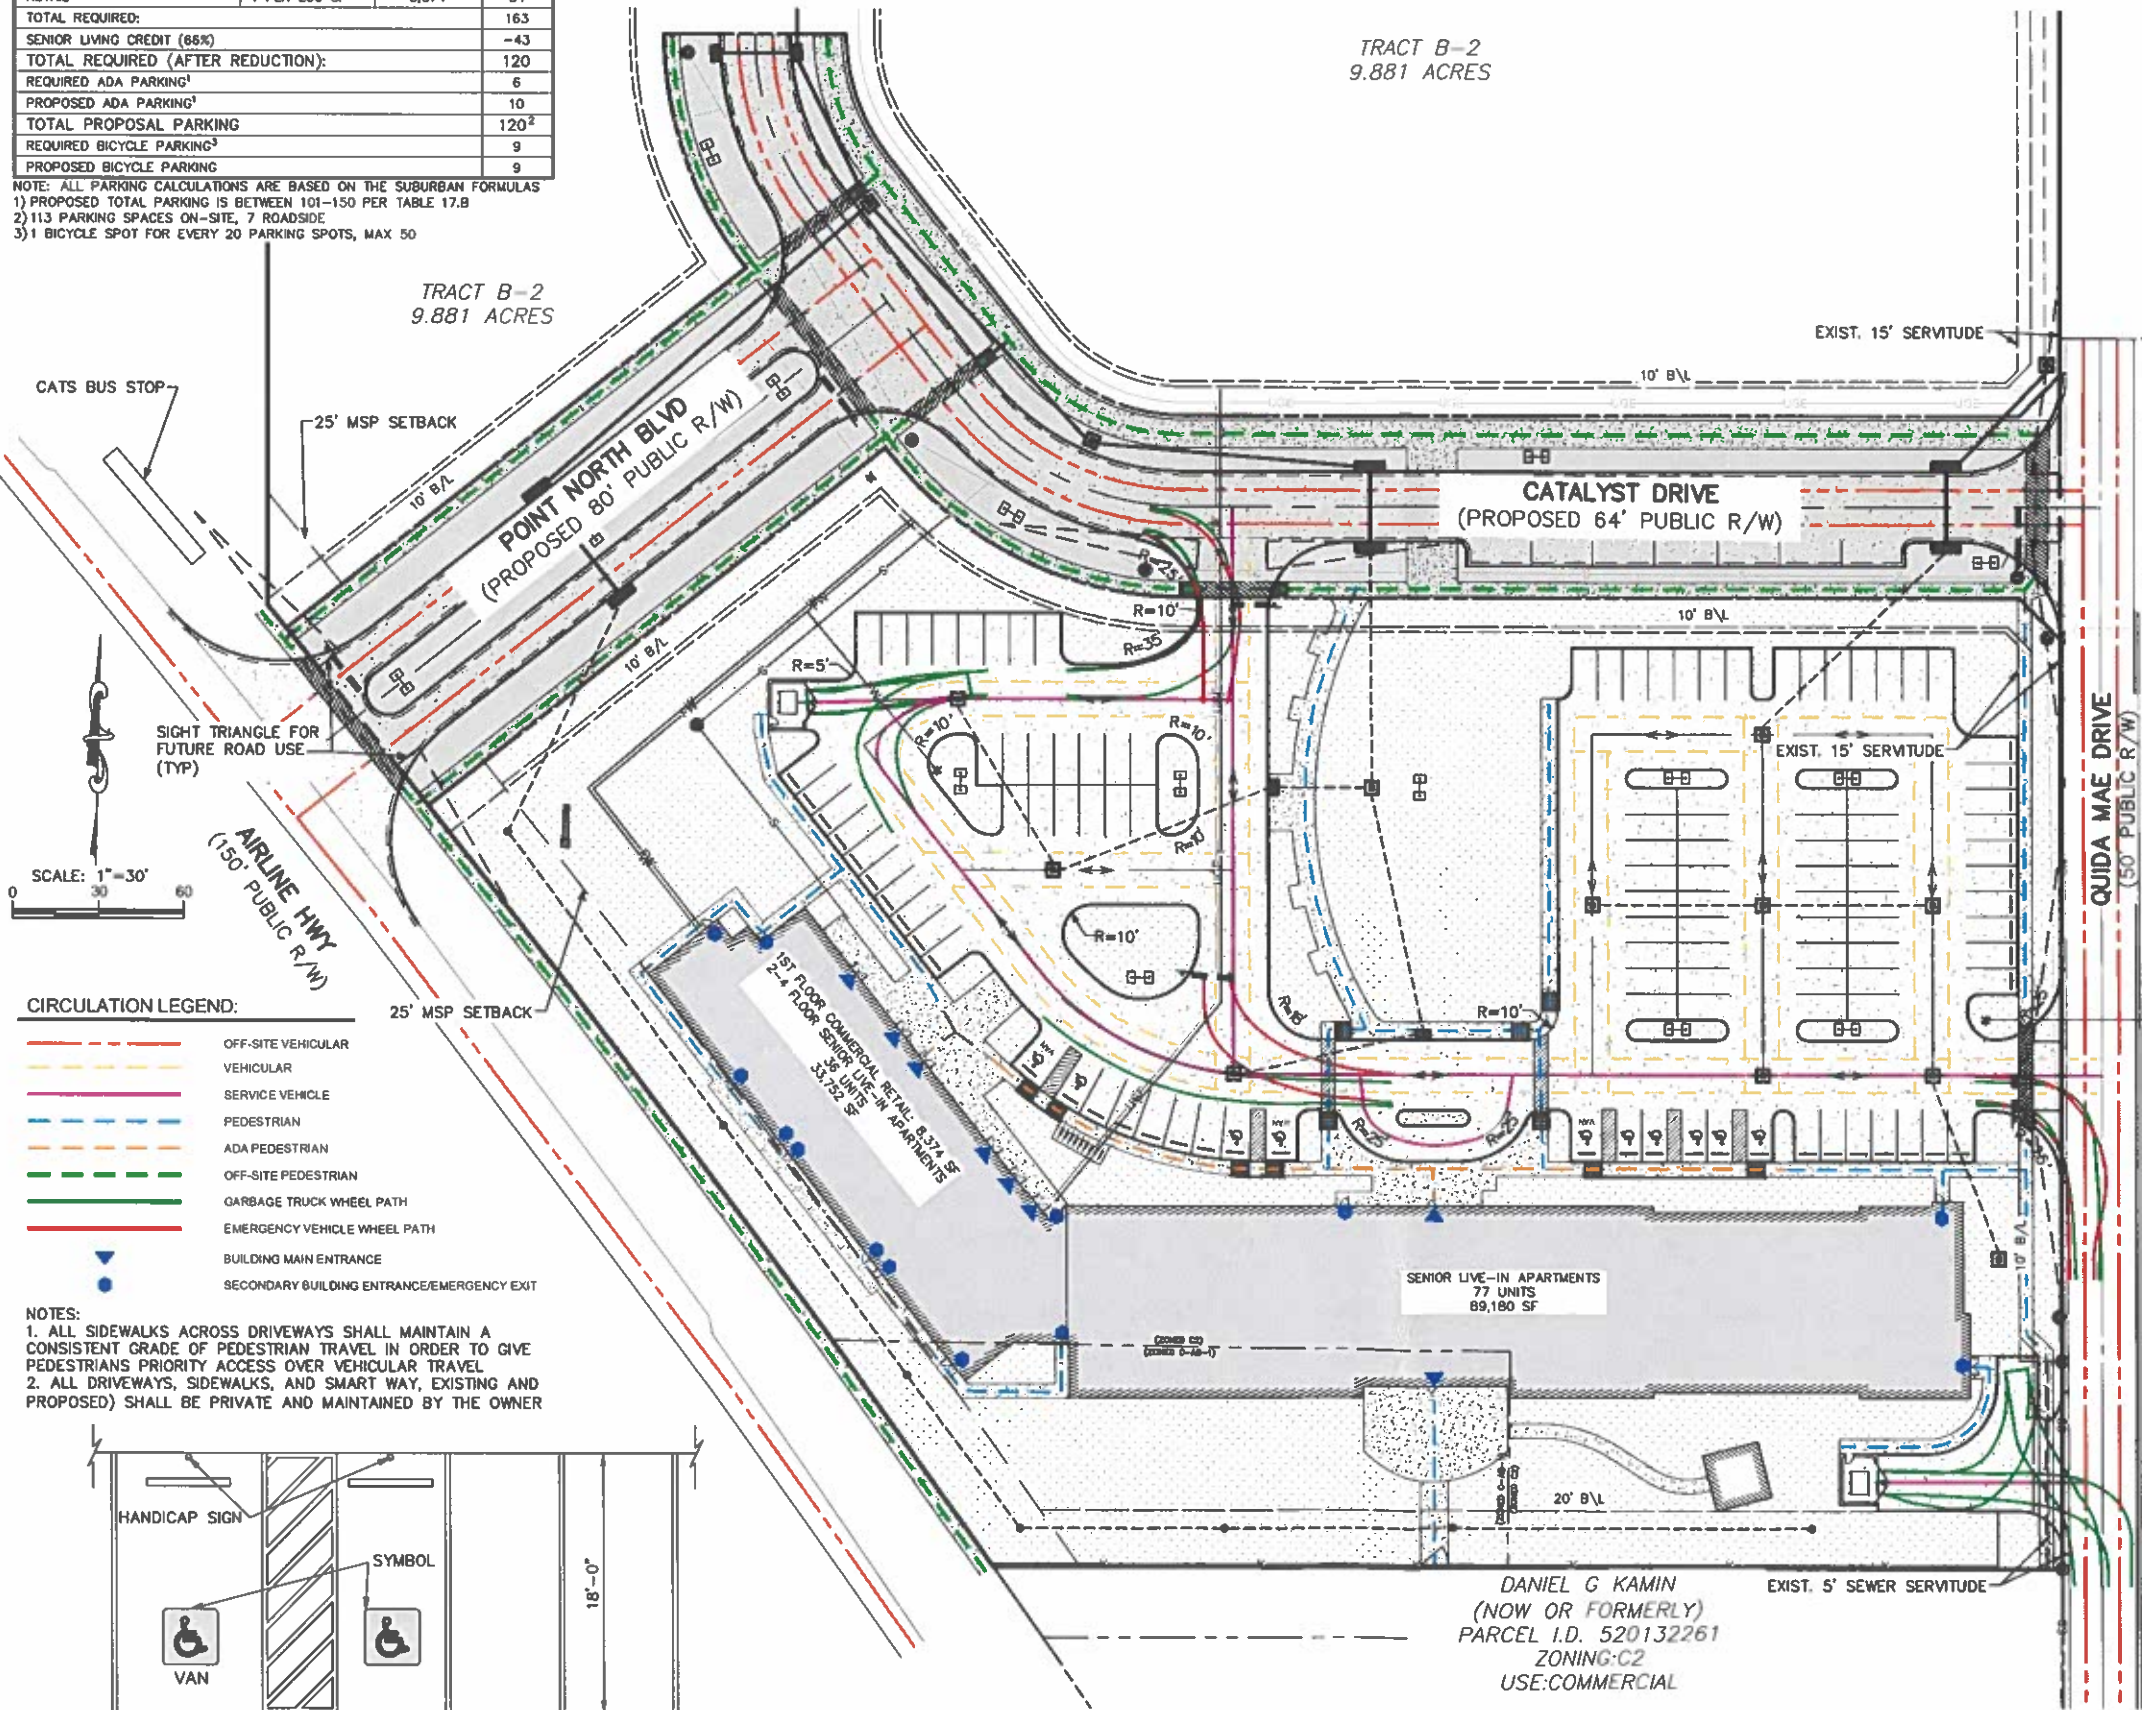 TOTAL REQUIRED: 163
SENIOR LIVING CREDIT (66%) -43
TOTAL REQUIRED (AFTER REDUCTION): 120
REQUIRED ADA PARKING¹ 6
PROPOSED ADA PARKING¹ 10
TOTAL PROPOSAL PARKING 120²
REQUIRED BICYCLE PARKING³ 9
PROPOSED BICYCLE PARKING 9
NOTE: ALL PARKING CALCULATIONS ARE BASED ON THE SUBURBAN FORMULAS
1) PROPOSED TOTAL PARKING IS BETWEEN 101-150 PER TABLE 17.B
2) 113 PARKING SPACES ON-SITE, 7 ROADSIDE
3) 1 BICYCLE SPOT FOR EVERY 20 PARKING SPOTS, MAX 50
TRACT B-2
9.881 ACRES
TRACT B-2
9.881 ACRES
EXIST. 15' SERVITUDE
10' B\L
CATS BUS STOP
25' MSP SETBACK
10' B/L
POINT NORTH BLVD
(PROPOSED 80' PUBLIC R/W)
10' B/L
CATALYST DRIVE
(PROPOSED 64' PUBLIC R/W)
10' B\L
R=25'
R=10'
R=35'
R=5'
R=10'
R=10'
R=10'
R=10'
R=10'
EXIST. 15' SERVITUDE
QUIDA MAE DRIVE
(50' PUBLIC R/W)
SIGHT TRIANGLE FOR
FUTURE ROAD USE
(TYP)
AIRLINE HWY
(150' PUBLIC R/W)
SCALE: 1"=30'
0 30 60
25' MSP SETBACK
CIRCULATION LEGEND:
OFF-SITE VEHICULAR
VEHICULAR
SERVICE VEHICLE
PEDESTRIAN
ADA PEDESTRIAN
OFF-SITE PEDESTRIAN
GARBAGE TRUCK WHEEL PATH
EMERGENCY VEHICLE WHEEL PATH
BUILDING MAIN ENTRANCE
SECONDARY BUILDING ENTRANCE/EMERGENCY EXIT
NOTES:
1. ALL SIDEWALKS ACROSS DRIVEWAYS SHALL MAINTAIN A
CONSISTENT GRADE OF PEDESTRIAN TRAVEL IN ORDER TO GIVE
PEDESTRIANS PRIORITY ACCESS OVER VEHICULAR TRAVEL
2. ALL DRIVEWAYS, SIDEWALKS, AND SMART WAY, EXISTING AND
PROPOSED) SHALL BE PRIVATE AND MAINTAINED BY THE OWNER
1ST FLOOR COMMERCIAL RETAIL: 8,374 SF
2-4 FLOOR SENIOR LIVE-IN APARTMENTS
36 UNITS
33,752 SF
R=25'
R=25'
SENIOR LIVE-IN APARTMENTS
77 UNITS
89,180 SF
10' B/L
20' B\L
HANDICAP SIGN
SYMBOL
VAN
18'-0"
DANIEL G KAMIN
(NOW OR FORMERLY)
PARCEL I.D. 520132261
ZONING:C2
USE:COMMERCIAL
EXIST. 5' SEWER SERVITUDE